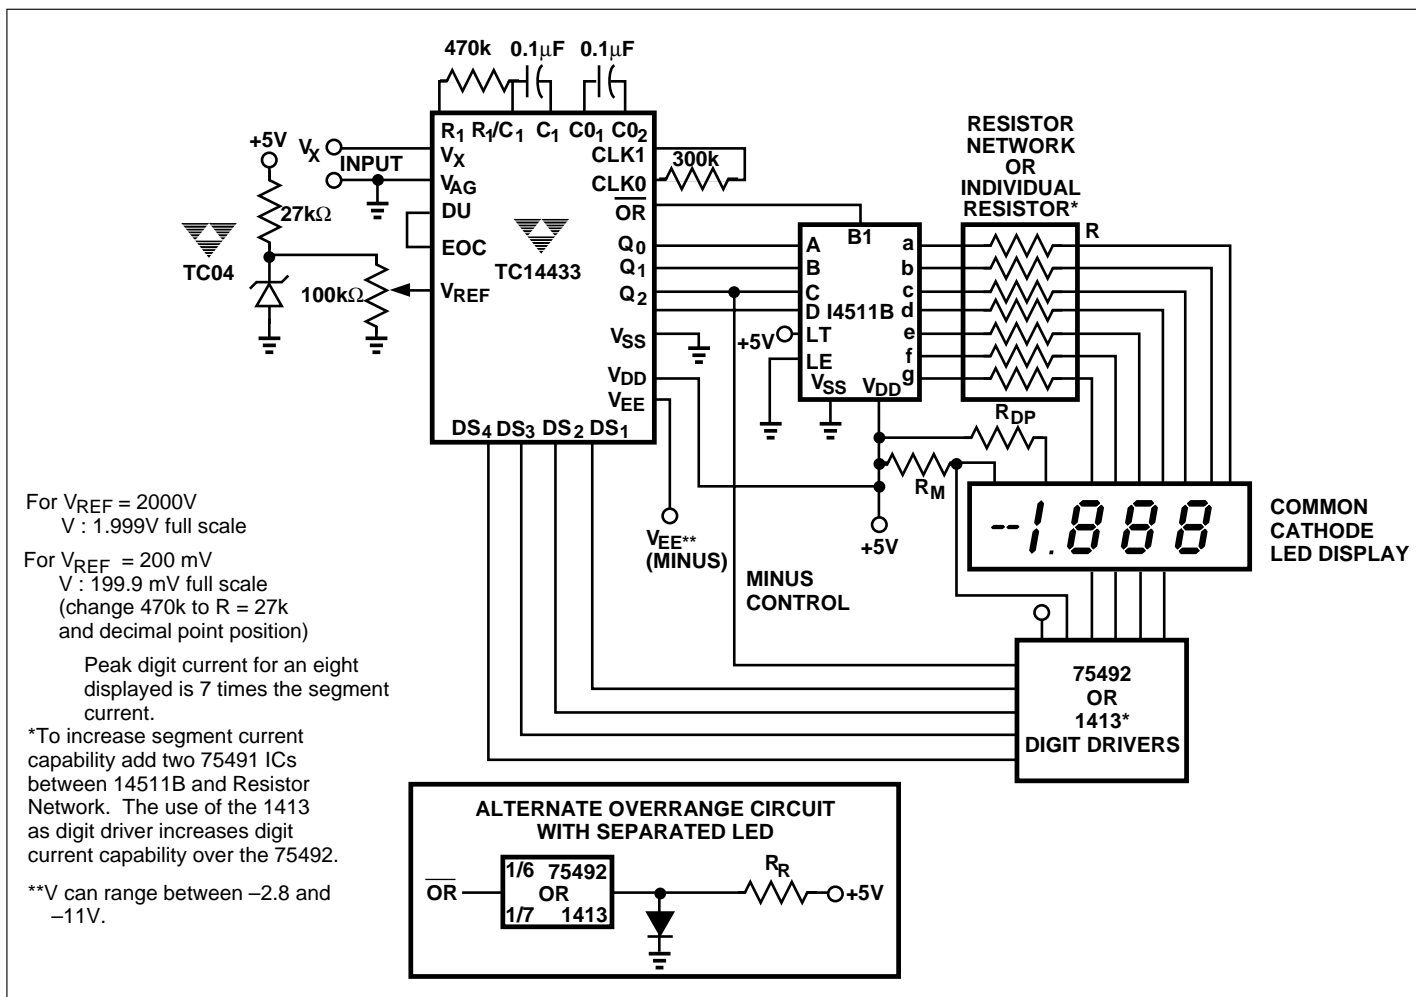 470k 0.1μF 0.1μF
R1 R1/C1 C1 C01 C02
+5V
VX
INPUT
27kΩ
TC04
100kΩ
VX
VAG
DU
EOC
VREF
TC14433
CLK1
CLK0
300k
OR
Q0
Q1
Q2
VSS
VDD
VEE
DS4 DS3 DS2 DS1
B1
A a
B b
C c
D I4511B d
+5V LT e
LE f
VSS VDD g
RESISTOR
NETWORK
OR
INDIVIDUAL
RESISTOR*
R
RDP
RM
+5V
VEE**
(MINUS)
MINUS
CONTROL
-1.888
COMMON
CATHODE
LED DISPLAY
75492
OR
1413*
DIGIT DRIVERS
For VREF = 2000V
V : 1.999V full scale
For VREF = 200 mV
V : 199.9 mV full scale
(change 470k to R = 27k
and decimal point position)
Peak digit current for an eight
displayed is 7 times the segment
current.
*To increase segment current
capability add two 75491 ICs
between 14511B and Resistor
Network. The use of the 1413
as digit driver increases digit
current capability over the 75492.
**V can range between –2.8 and
–11V.
ALTERNATE OVERRANGE CIRCUIT
WITH SEPARATED LED
OR
1/6 75492
OR
1/7 1413
RR
+5V